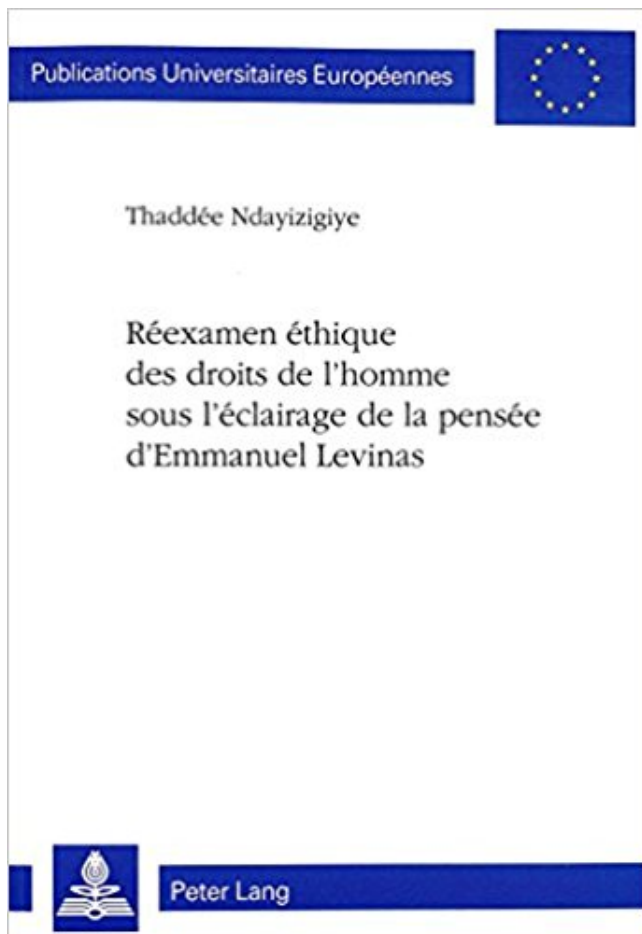 Publications Universitaires Européennes
Thaddée Ndayizigiye
Réexamen éthique
des droits de l'homme
sous l'éclairage de la pensée
d'Emmanuel Levinas
Peter Lang